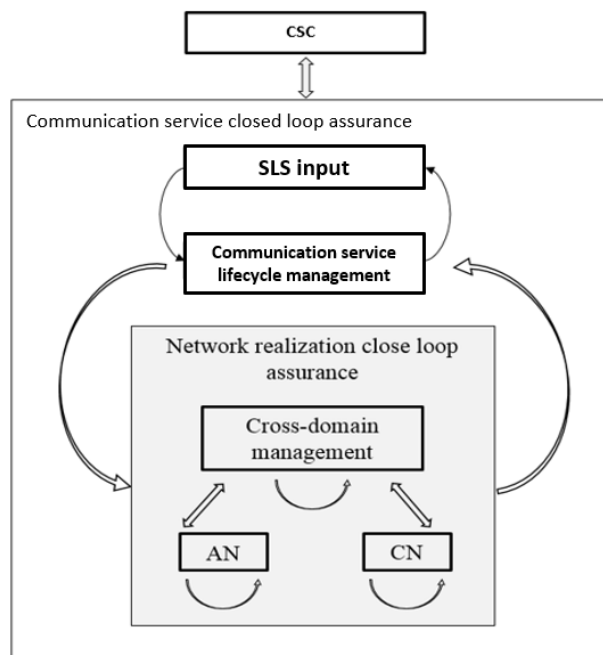 CSC
Communication service closed loop assurance
SLS input
Communication service
lifecycle management
Network realization close loop
assurance
Cross-domain
management
AN
CN